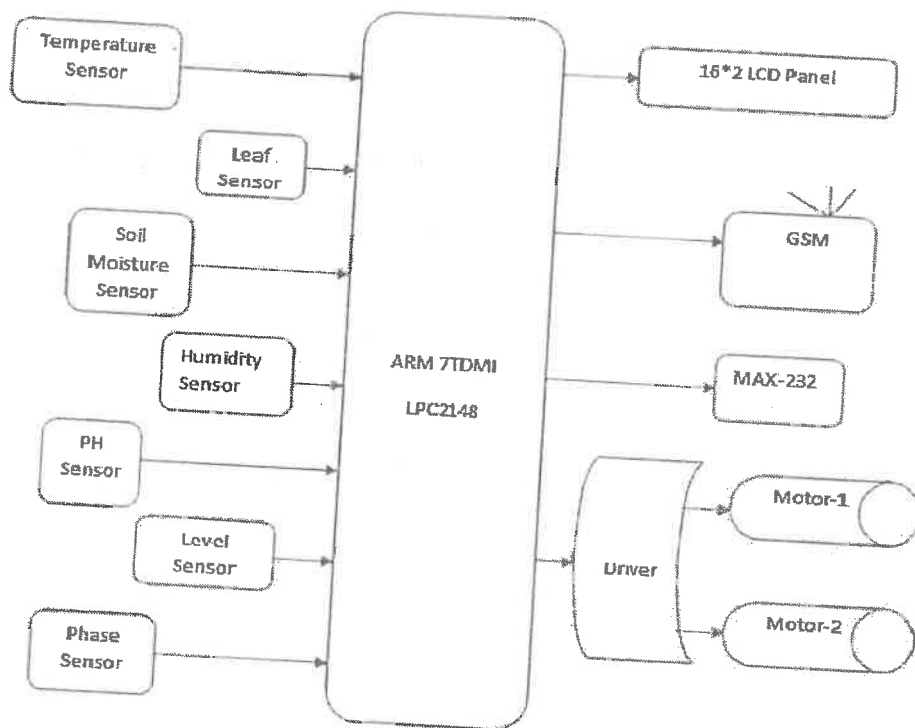 Temperature
Sensor
Leaf
Sensor
Soil
Moisture
Sensor
Humidity
Sensor
PH
Sensor
Level
Sensor
Phase
Sensor
ARM 7TDMI
LPC2148
16*2 LCD Panel
GSM
MAX-232
Driver
Motor-1
Motor-2